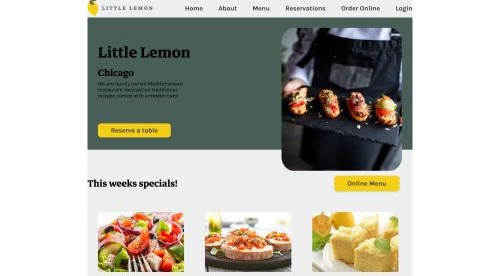 LITTLE LEMON
Home About Menu Reservations Order Online Login
Little Lemon
Chicago
We are family owned Mediterranean
restaurant focused on traditional
recipes served with a modern twist
Reserve a table
This weeks specials!
Online Menu